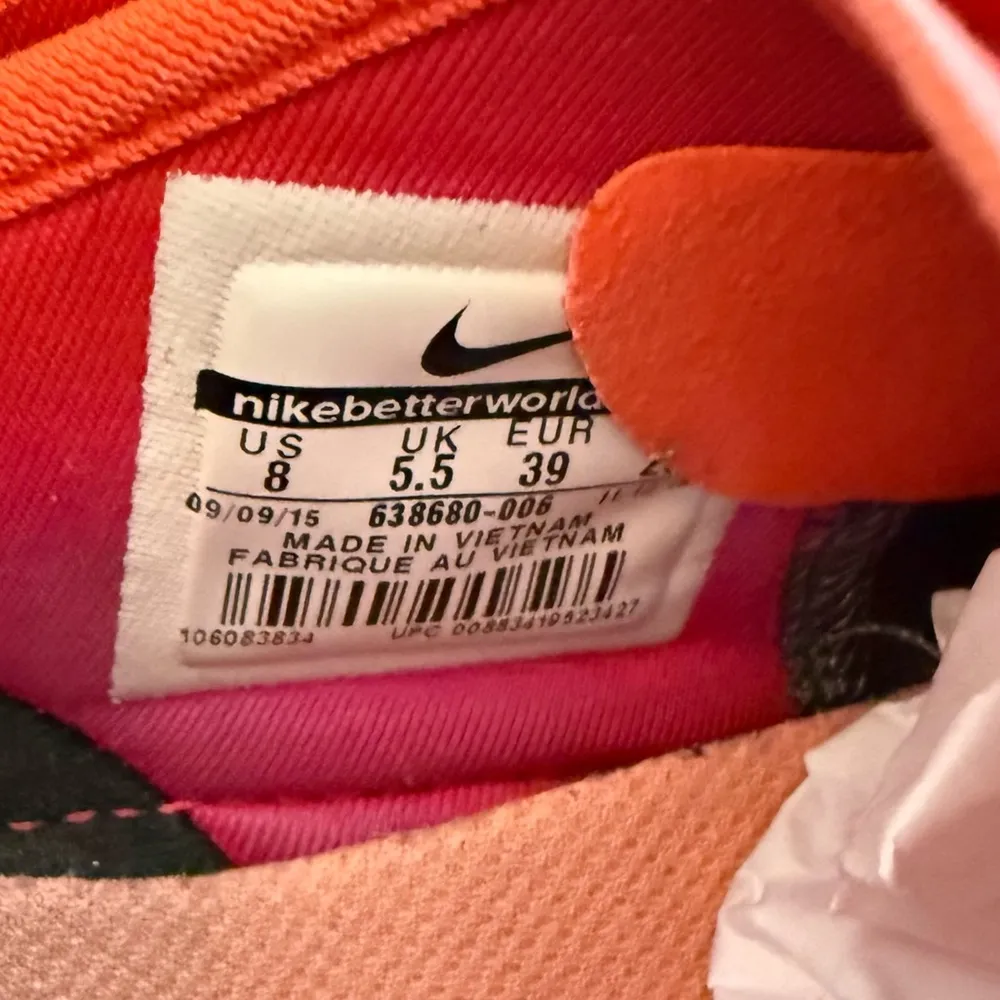 nikebetterworld
US UK EUR
8 5.5 39
09/09/15 638680-006
MADE IN VIETNAM
FABRIQUE AU VIETNAM
106083834 UPC 00883419523427